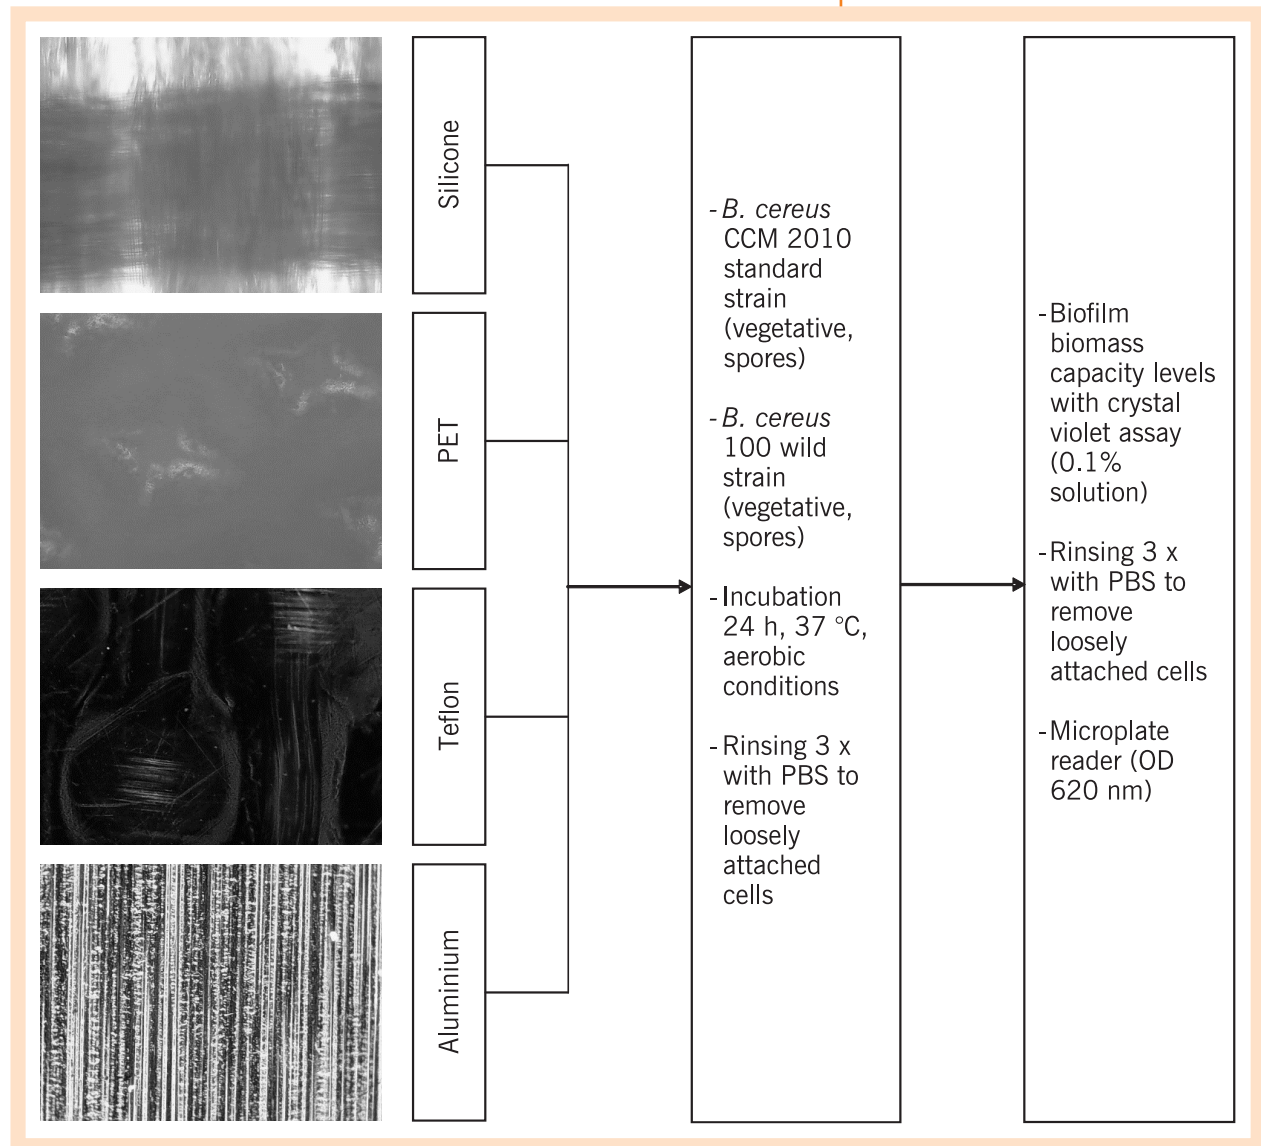 Silicone
PET
Teflon
Aluminium
- B. cereus
CCM 2010
standard
strain
(vegetative,
spores)
- B. cereus
100 wild
strain
(vegetative,
spores)
- Incubation
24 h, 37 °C,
aerobic
conditions
- Rinsing 3 x
with PBS to
remove
loosely
attached
cells
- Biofilm
biomass
capacity levels
with crystal
violet assay
(0.1%
solution)
- Rinsing 3 x
with PBS to
remove
loosely
attached cells
- Microplate
reader (OD
620 nm)